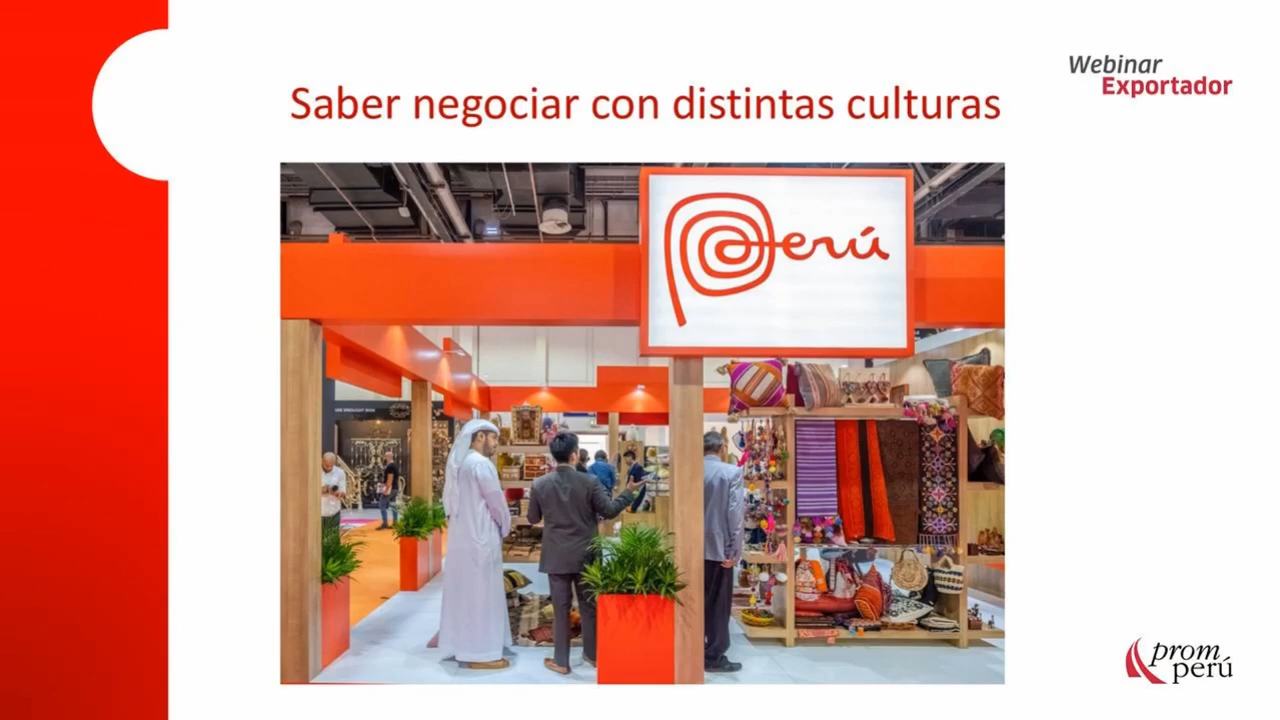 Webinar
Exportador
Saber negociar con distintas culturas
Perú
prom
perú